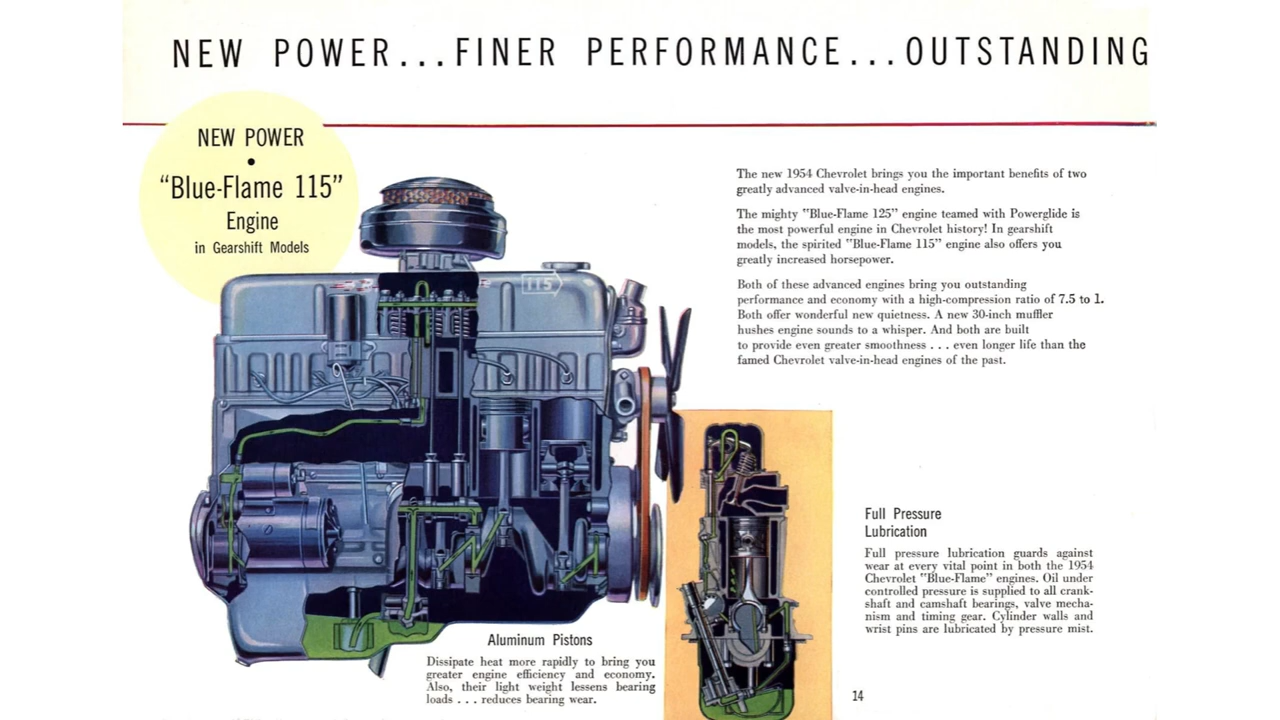 NEW POWER...FINER PERFORMANCE...OUTSTANDING
NEW POWER
•
“Blue-Flame 115”
Engine
in Gearshift Models
115
The new 1954 Chevrolet brings you the important benefits of two
greatly advanced valve-in-head engines.
The mighty "Blue-Flame 125" engine teamed with Powerglide is
the most powerful engine in Chevrolet history! In gearshift
models, the spirited "Blue-Flame 115" engine also offers you
greatly increased horsepower.
Both of these advanced engines bring you outstanding
performance and economy with a high-compression ratio of 7.5 to 1.
Both offer wonderful new quietness. A new 30-inch muffler
hushes engine sounds to a whisper. And both are built
to provide even greater smoothness . . . even longer life than the
famed Chevrolet valve-in-head engines of the past.
Full Pressure
Lubrication
Full pressure lubrication guards against
wear at every vital point in both the 1954
Chevrolet "Blue-Flame" engines. Oil under
controlled pressure is supplied to all crank-
shaft and camshaft bearings, valve mecha-
nism and timing gear. Cylinder walls and
wrist pins are lubricated by pressure mist.
Aluminum Pistons
Dissipate heat more rapidly to bring you
greater engine efficiency and economy.
Also, their light weight lessens bearing
loads . . . reduces bearing wear.
14